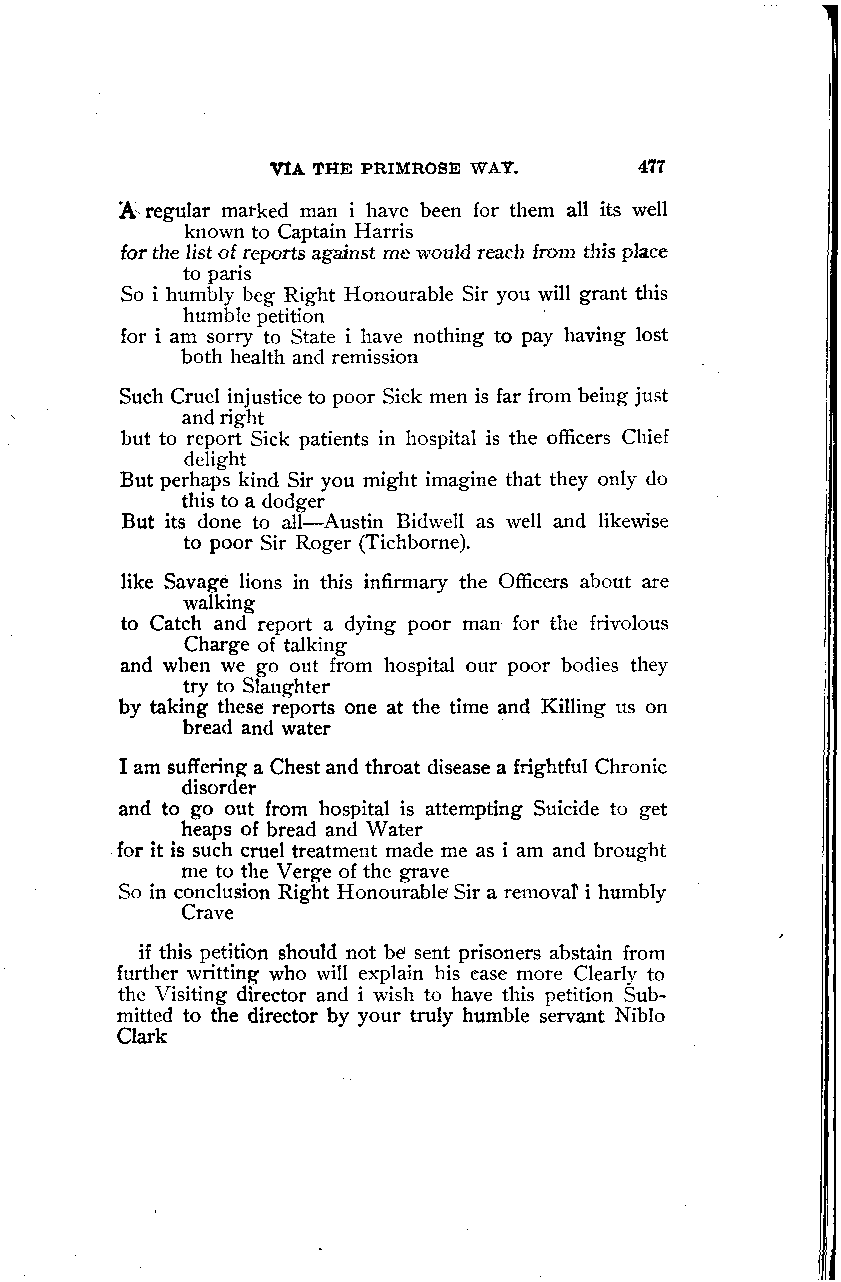 VIA THE PRIMROSE WAY. 477
A regular marked man i have been for them all its well
known to Captain Harris
for the list of reports against me would reach from this place
to paris
So i humbly beg Right Honourable Sir you will grant this
humble petition
for i am sorry to State i have nothing to pay having lost
both health and remission
Such Cruel injustice to poor Sick men is far from being just
and right
but to report Sick patients in hospital is the officers Chief
delight
But perhaps kind Sir you might imagine that they only do
this to a dodger
But its done to all—Austin Bidwell as well and likewise
to poor Sir Roger (Tichborne).
like Savage lions in this infirmary the Officers about are
walking
to Catch and report a dying poor man for the frivolous
Charge of talking
and when we go out from hospital our poor bodies they
try to Slaughter
by taking these reports one at the time and Killing us on
bread and water
I am suffering a Chest and throat disease a frightful Chronic
disorder
and to go out from hospital is attempting Suicide to get
heaps of bread and Water
for it is such cruel treatment made me as i am and brought
me to the Verge of the grave
So in conclusion Right Honourable Sir a removal i humbly
Crave
if this petition should not be sent prisoners abstain from
further writting who will explain his case more Clearly to
the Visiting director and i wish to have this petition Sub-
mitted to the director by your truly humble servant Niblo
Clark